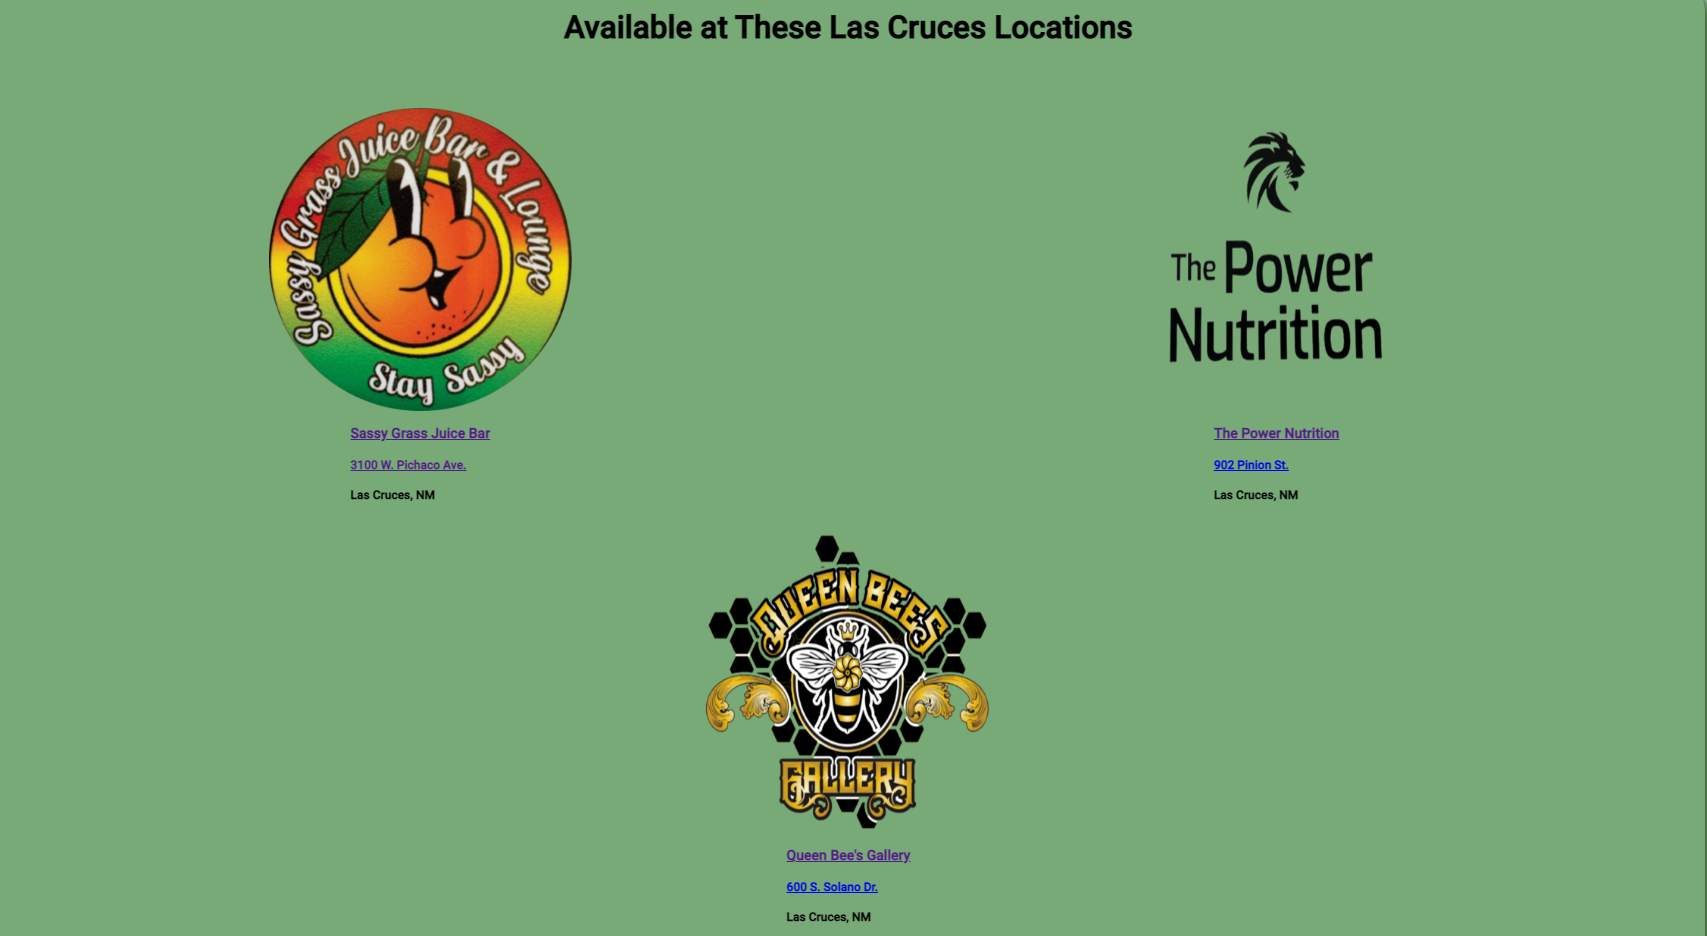 Available at These Las Cruces Locations
Sassy Grass Juice Bar & Lounge
Stay Sassy
Sassy Grass Juice Bar
3100 W. Pichaco Ave.
Las Cruces, NM
The Power
Nutrition
The Power Nutrition
902 Pinion St.
Las Cruces, NM
QUEEN BEES
GALLERY
Queen Bee's Gallery
600 S. Solano Dr.
Las Cruces, NM